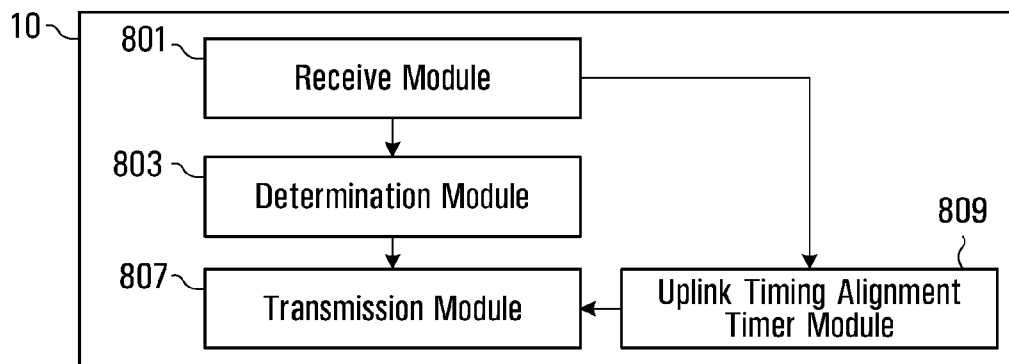 10
801
Receive Module
803
Determination Module
809
807
Transmission Module
Uplink Timing Alignment
Timer Module